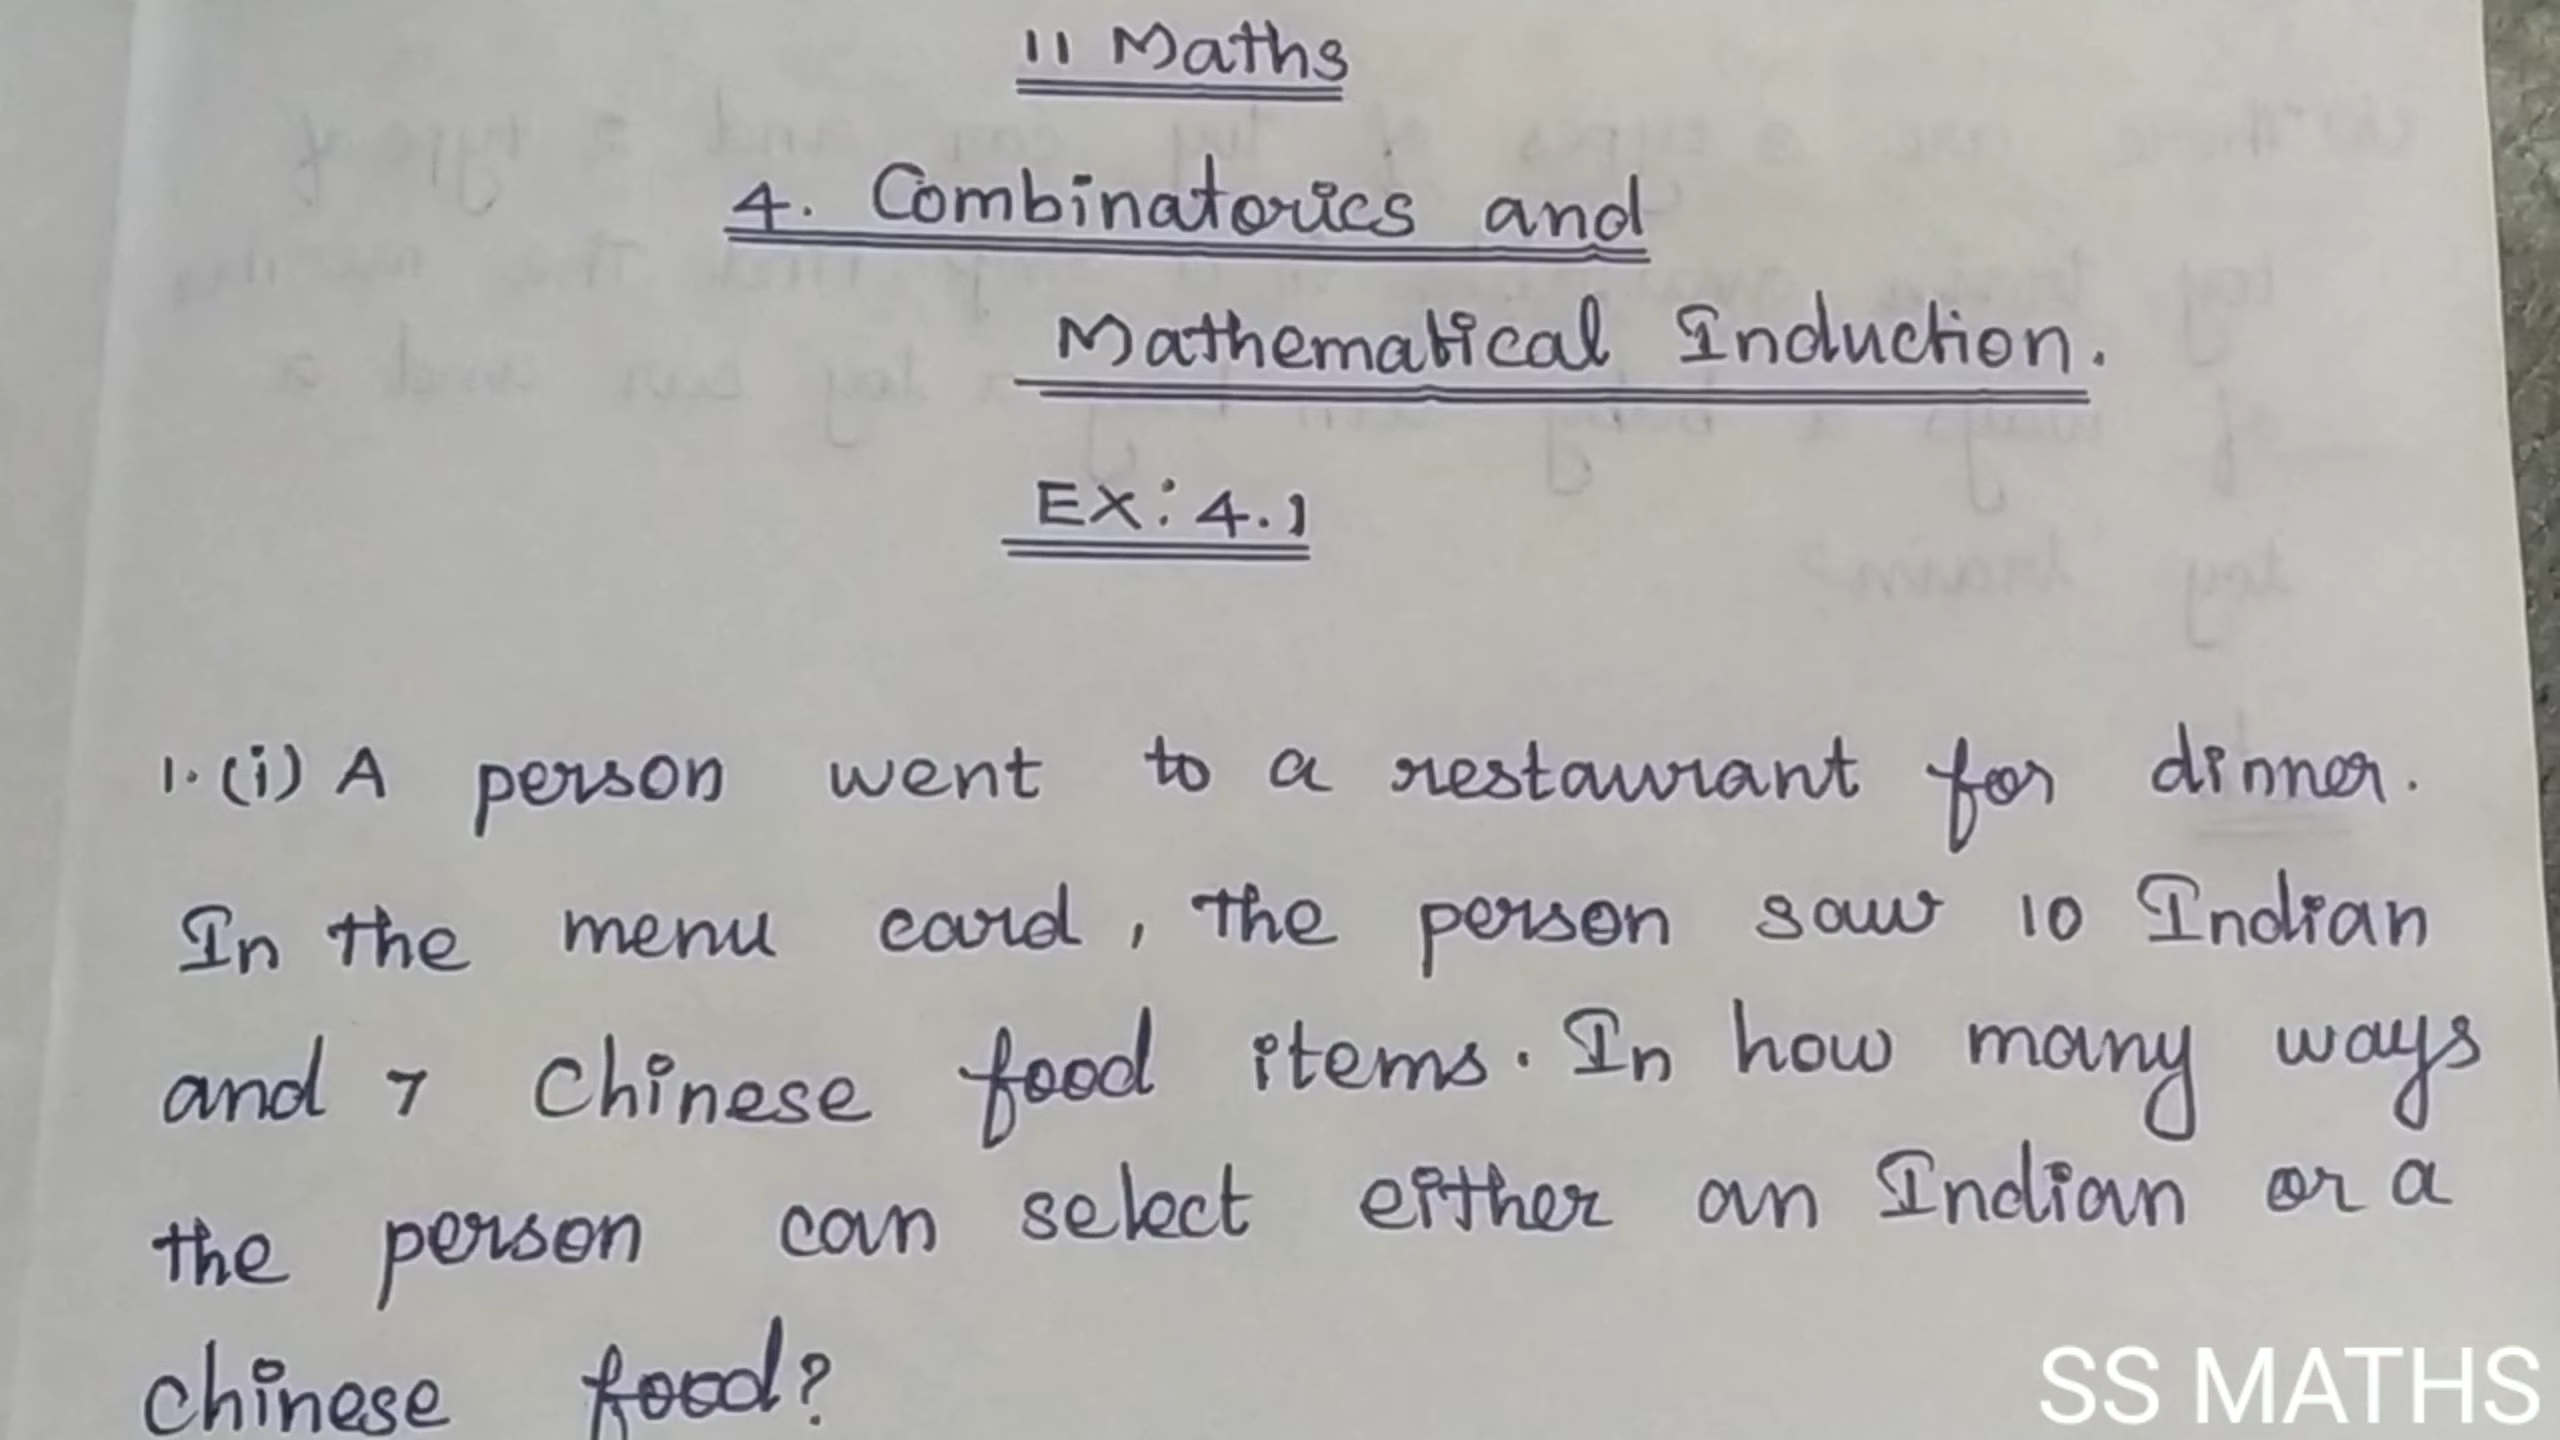 11 Maths
4. Combinatorics and
Mathematical Induction.
EX: 4.1
1. (i) A person went to a restaurant for dinner.
In the menu card, the person saw 10 Indian
and 7 Chinese food items. In how many ways
the person can select either an Indian or a
chinese food?
SS MATHS